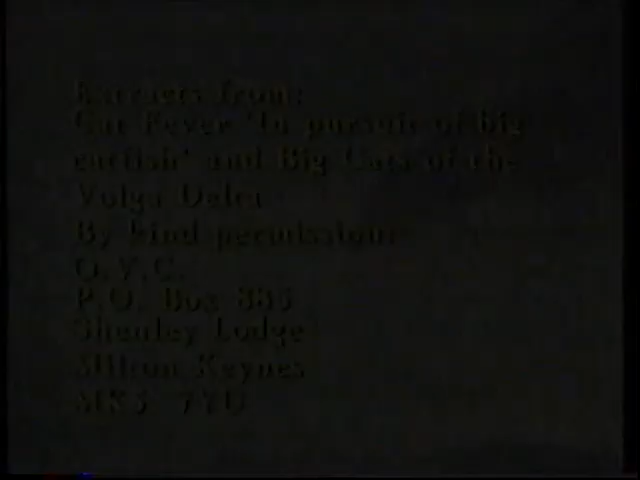 Extracts from:
Cat Fever 'In pursuit of big
catfish' and Big Cats of the
Volga Delta
By kind permission:
O.V.C.
P.O. Box
Shenley Lodge
Milton Keynes
MK5 7YU